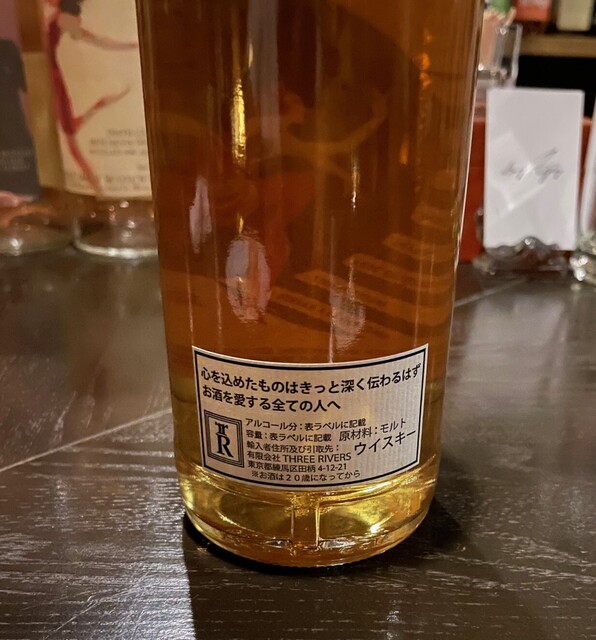 心を込めたものはきっと深く伝わるはず
お酒を愛する全ての人へ
TR
アルコール分：表ラベルに記載
容量：表ラベルに記載 原材料：モルト
輸入者住所及び引取先： ウイスキー
有限会社 THREE RIVERS
東京都練馬区田柄 4-12-21
※お酒は２０歳になってから